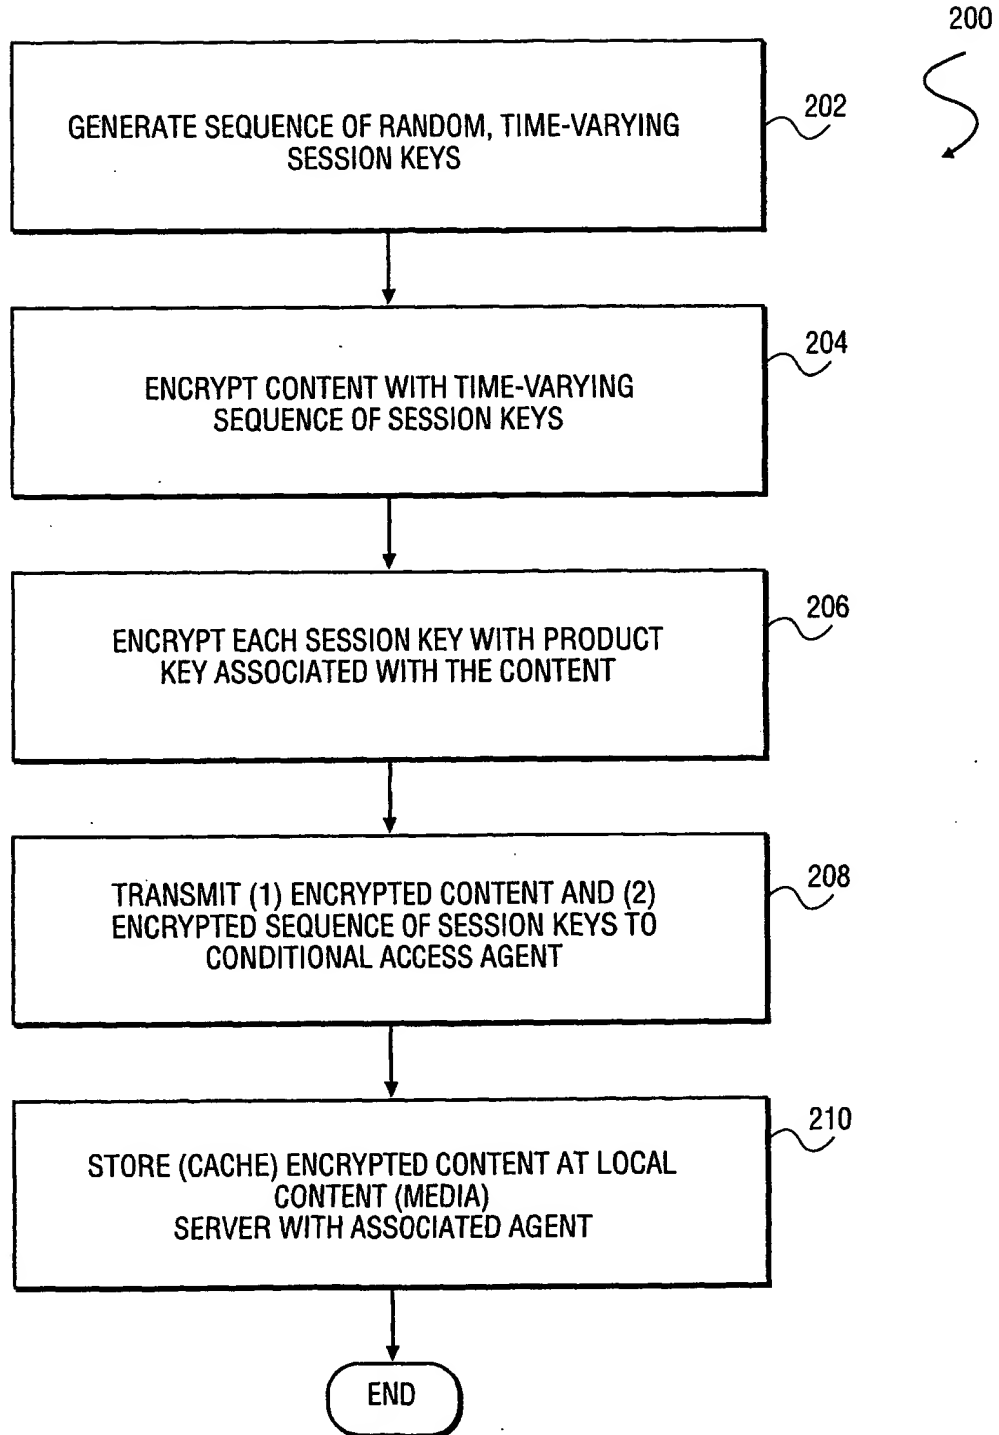 200
GENERATE SEQUENCE OF RANDOM, TIME-VARYING
SESSION KEYS
202
ENCRYPT CONTENT WITH TIME-VARYING
SEQUENCE OF SESSION KEYS
204
ENCRYPT EACH SESSION KEY WITH PRODUCT
KEY ASSOCIATED WITH THE CONTENT
206
TRANSMIT (1) ENCRYPTED CONTENT AND (2)
ENCRYPTED SEQUENCE OF SESSION KEYS TO
CONDITIONAL ACCESS AGENT
208
STORE (CACHE) ENCRYPTED CONTENT AT LOCAL
CONTENT (MEDIA)
SERVER WITH ASSOCIATED AGENT
210
END